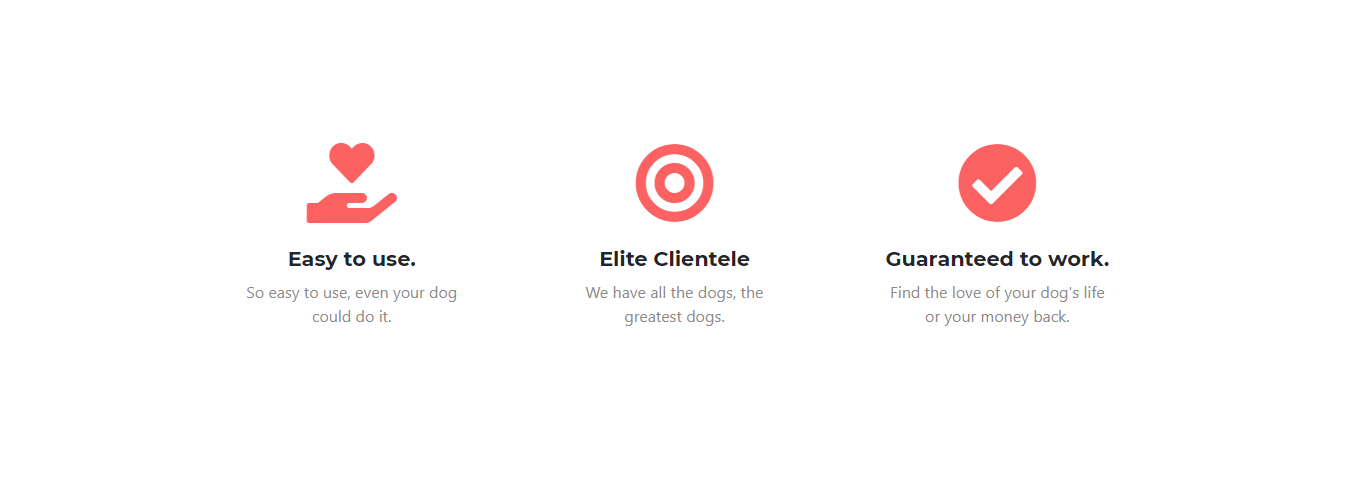 Easy to use.
So easy to use, even your dog
could do it.
Elite Clientele
We have all the dogs, the
greatest dogs.
Guaranteed to work.
Find the love of your dog's life
or your money back.